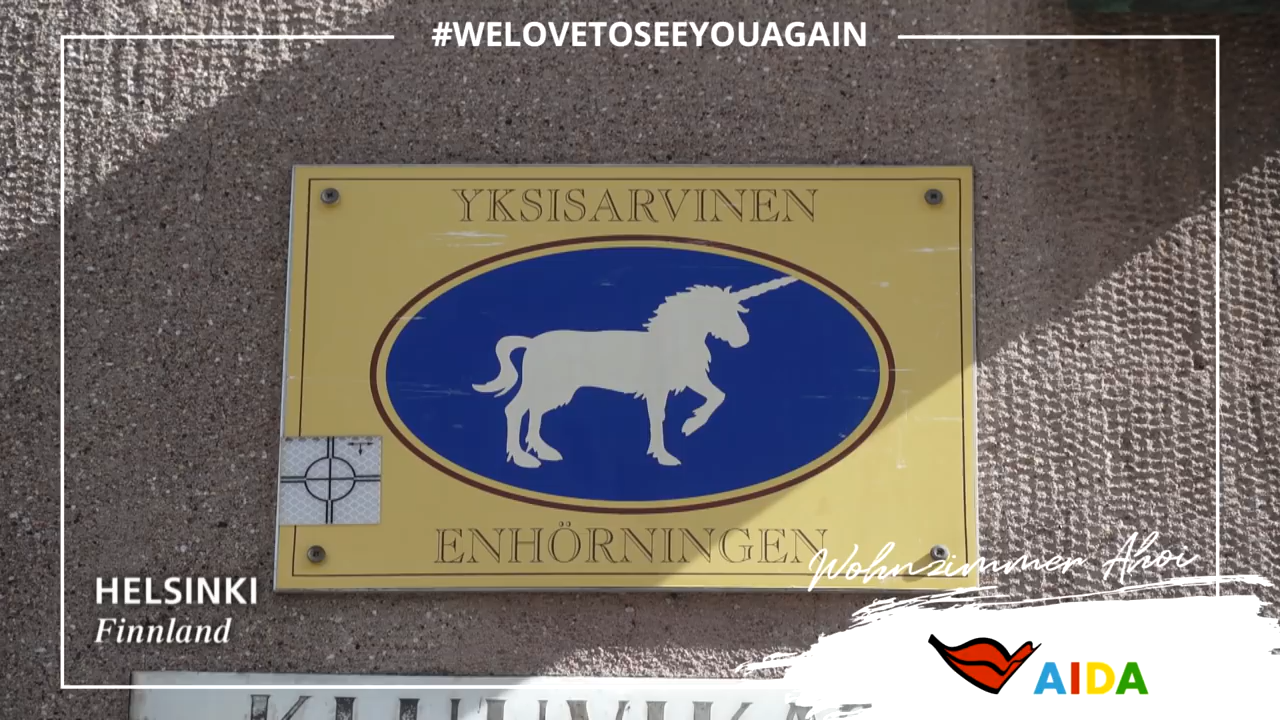 #WELOVETOSEEYOUAGAIN
YKSISARVINEN
ENHÖRNINGEN
Wohnzimmer Ahoi
HELSINKI
Finnland
AIDA